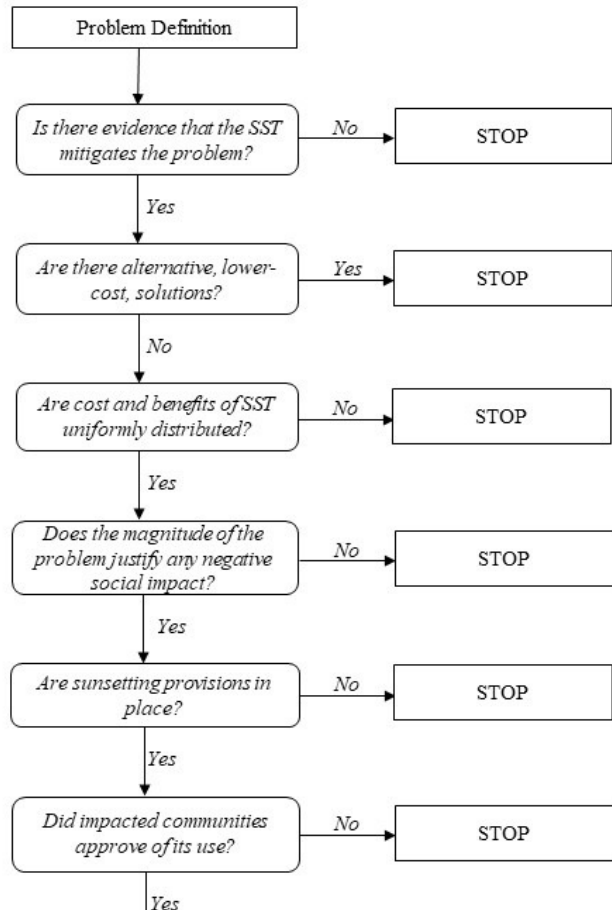 Problem Definition
Is there evidence that the SST
mitigates the problem?
No
STOP
Yes
Are there alternative, lower-
cost, solutions?
Yes
STOP
No
Are cost and benefits of SST
uniformly distributed?
No
STOP
Yes
Does the magnitude of the
problem justify any negative
social impact?
No
STOP
Yes
Are sunsetting provisions in
place?
No
STOP
Yes
Did impacted communities
approve of its use?
No
STOP
Yes